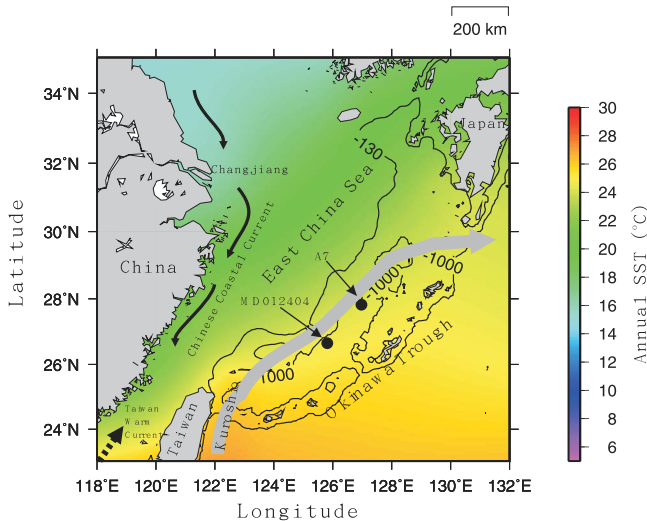 200 km
34°N
32°N
30°N
28°N
26°N
24°N
118°E
120°E
122°E
124°E
126°E
128°E
130°E
132°E
Latitude
Longitude
Japan
-130
Changjiang
East China Sea
Chinese Coastal Current
China
A7
-1000
-1000
MD012404
1000
Okinawa Trough
Kuroshio
Taiwan
Taiwan
Warm
Current
30
28
26
24
22
20
18
16
14
12
10
8
6
Annual SST (°C)